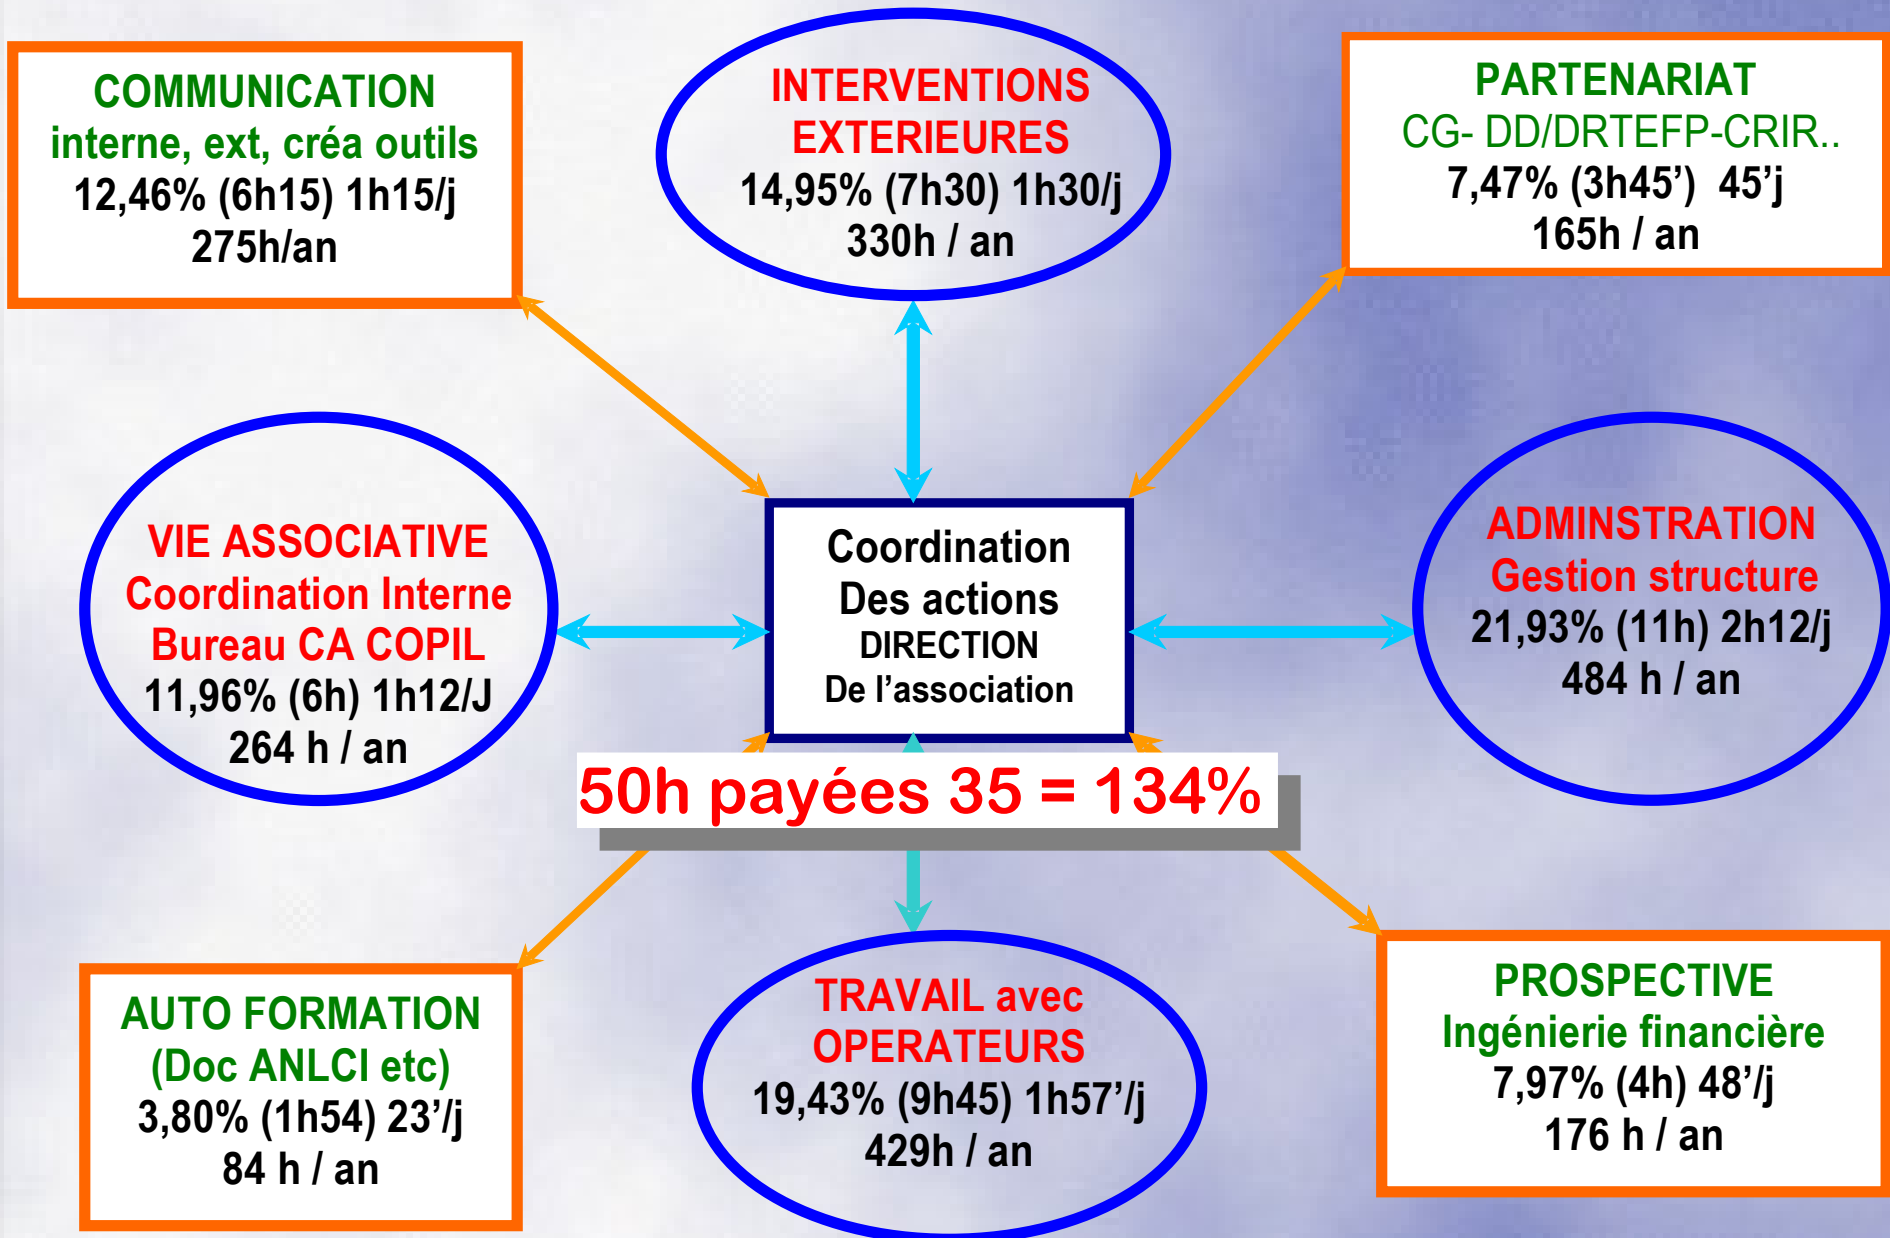 COMMUNICATION
interne, ext, créa outils
12,46% (6h15) 1h15/j
275h/an
INTERVENTIONS
EXTERIEURES
14,95% (7h30) 1h30/j
330h / an
PARTENARIAT
CG- DD/DRTEFP-CRIR..
7,47% (3h45’) 45’j
165h / an
VIE ASSOCIATIVE
Coordination Interne
Bureau CA COPIL
11,96% (6h) 1h12/J
264 h / an
Coordination
Des actions
DIRECTION
De l’association
ADMINSTRATION
Gestion structure
21,93% (11h) 2h12/j
484 h / an
50h payées 35 = 134%
AUTO FORMATION
(Doc ANLCI etc)
3,80% (1h54) 23’/j
84 h / an
TRAVAIL avec
OPERATEURS
19,43% (9h45) 1h57’/j
429h / an
PROSPECTIVE
Ingénierie financière
7,97% (4h) 48’/j
176 h / an